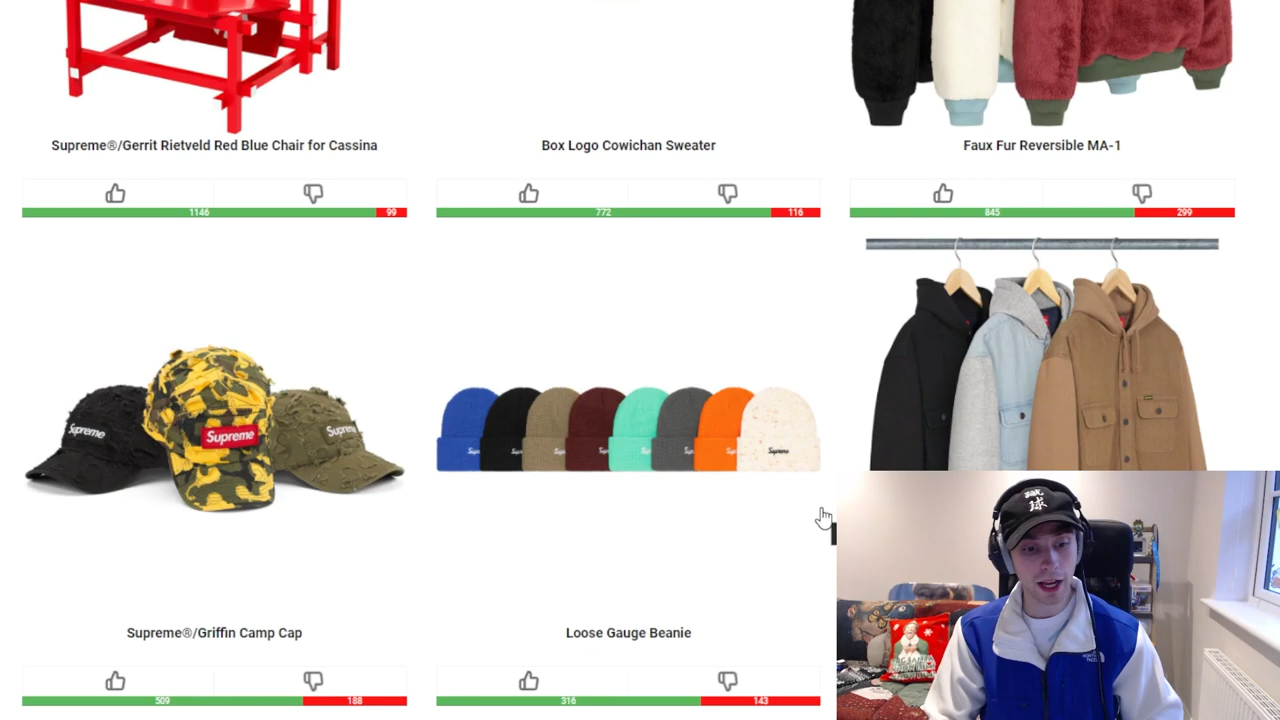 Supreme®/Gerrit Rietveld Red Blue Chair for Cassina
Box Logo Cowichan Sweater
Faux Fur Reversible MA-1
1146
99
772
116
845
299
Supreme
Supreme
Supreme
Supreme
Supreme®/Griffin Camp Cap
Loose Gauge Beanie
509
188
316
143